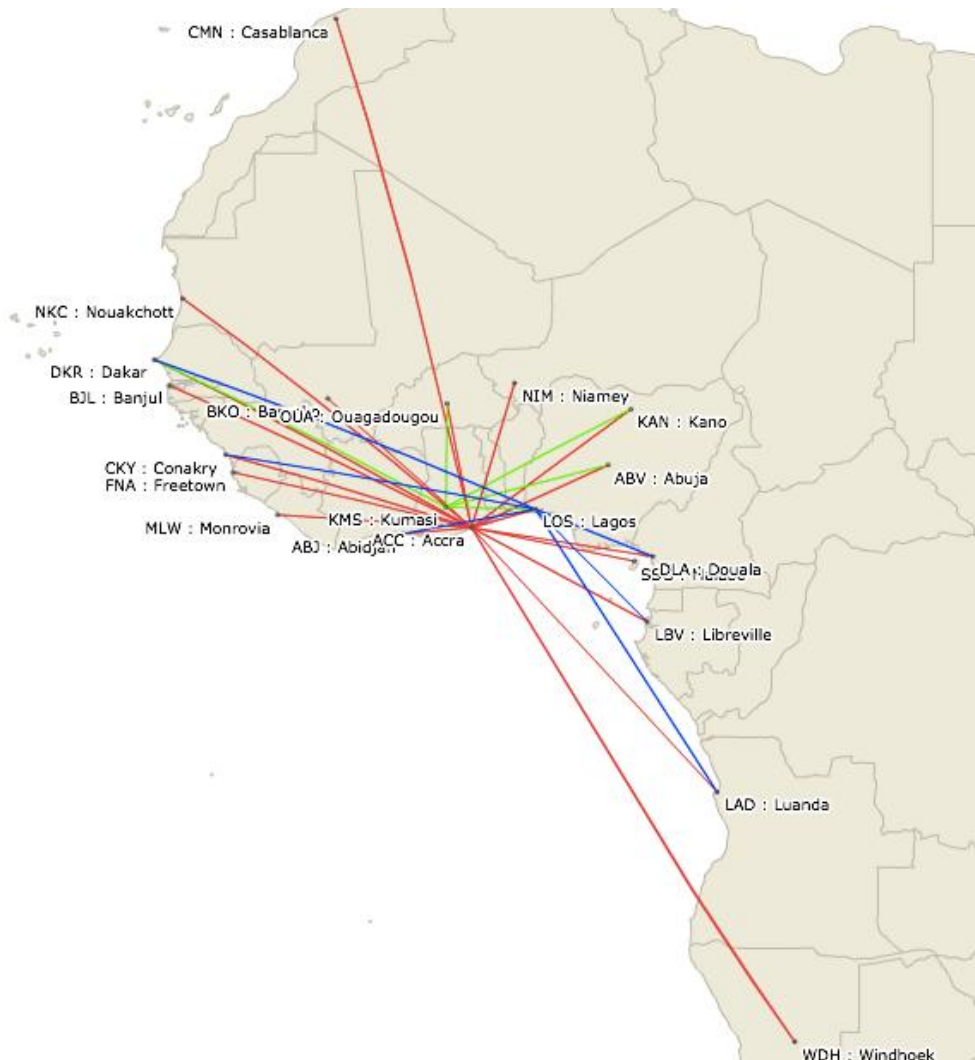 CMN : Casablanca
NKC : Nouakchott
DKR : Dakar
BJL : Banjul
NIM : Niamey
BKO :
OUA : Ouagadougou
KAN : Kano
CKY : Conakry
ABV : Abuja
FNA : Freetown
KMS : Kumasi
LOS : Lagos
MLW : Monrovia
ACC : Accra
ABJ : Abidjan
DLA : Douala
LBV : Libreville
LAD : Luanda
WDH : Windhoek